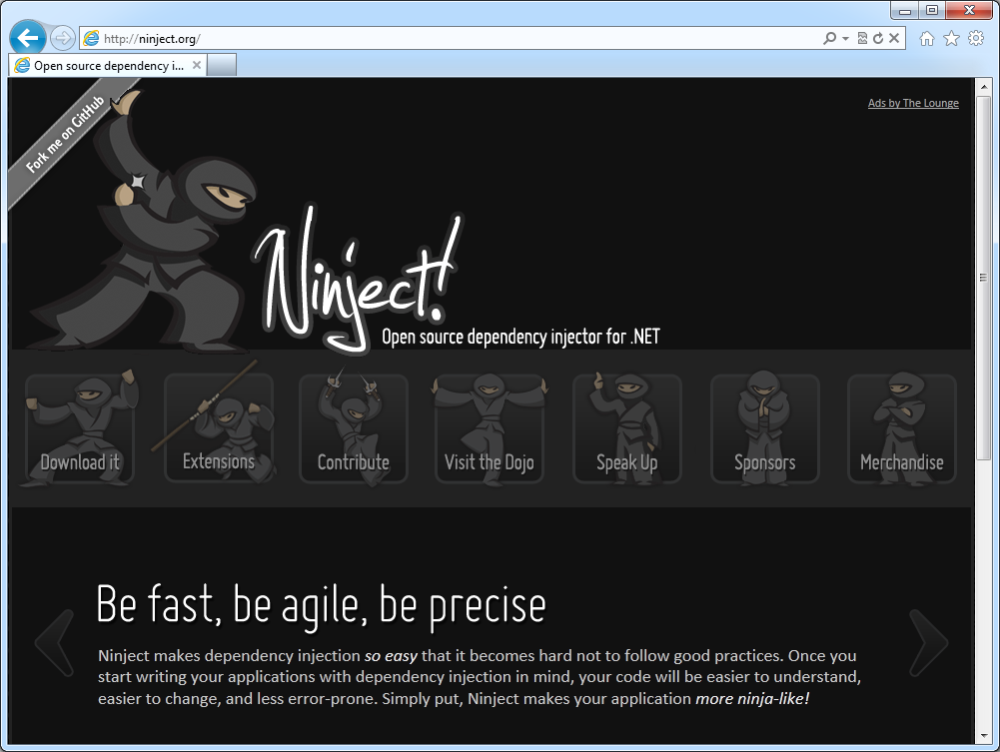 http://ninject.org/
Open source dependency i...
Fork me on GitHub
Ads by The Lounge
Ninject!
Open source dependency injector for .NET
Download it
Extensions
Contribute
Visit the Dojo
Speak Up
Sponsors
Merchandise
Be fast, be agile, be precise
Ninject makes dependency injection so easy that it becomes hard not to follow good practices. Once you
start writing your applications with dependency injection in mind, your code will be easier to understand,
easier to change, and less error-prone. Simply put, Ninject makes your application more ninja-like!